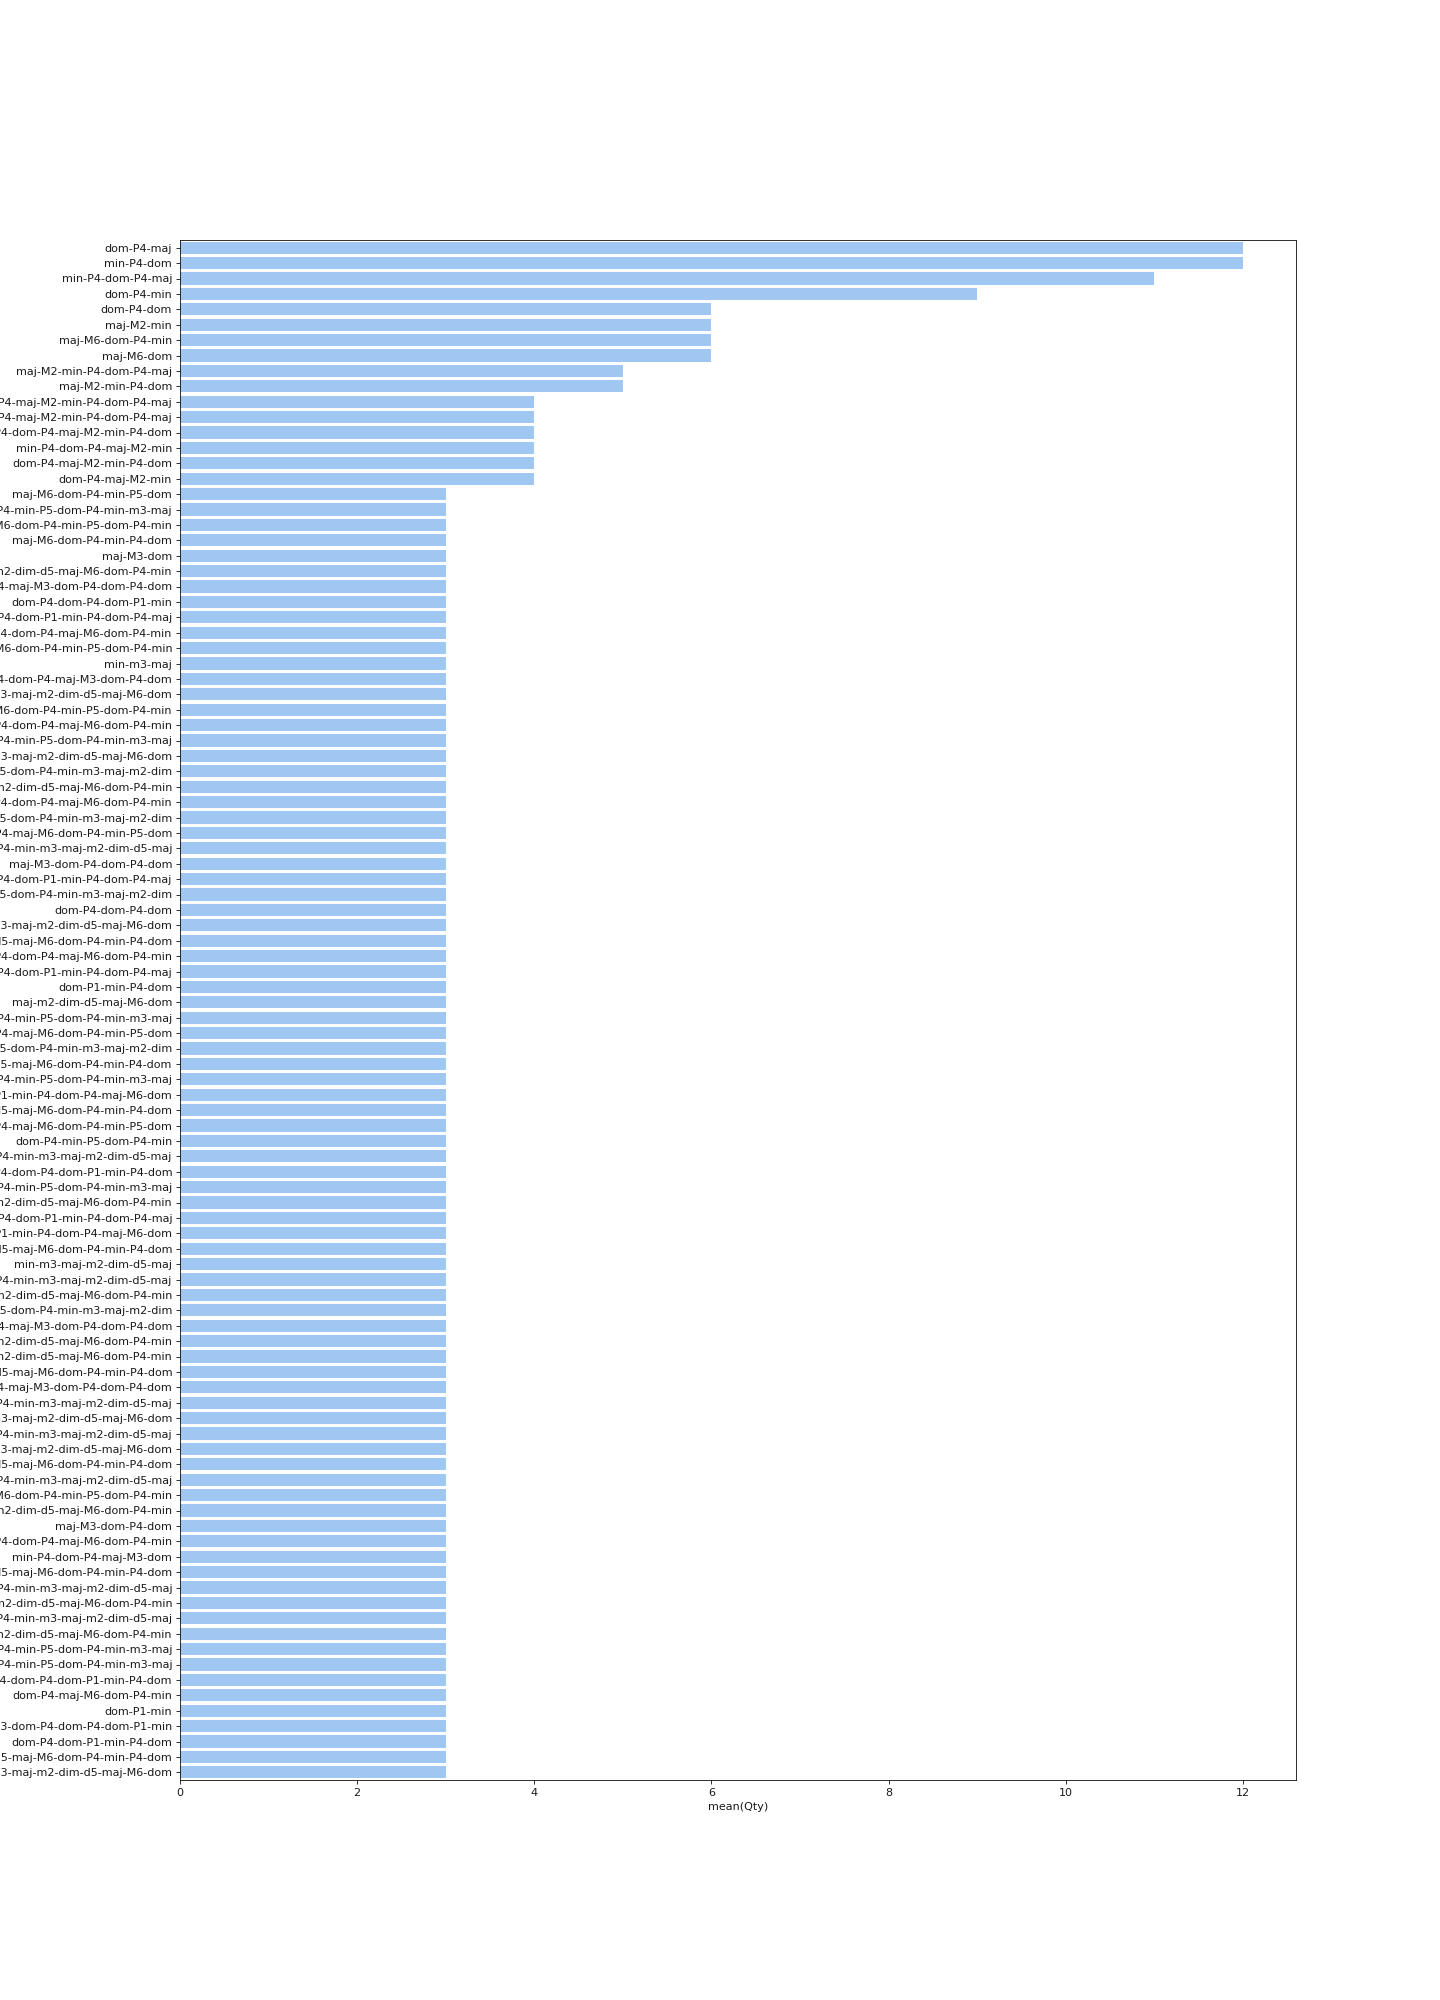 dom-P4-maj
min-P4-dom
min-P4-dom-P4-maj
dom-P4-min
dom-P4-dom
maj-M2-min
maj-M6-dom-P4-min
maj-M6-dom
maj-M2-min-P4-dom-P4-maj
maj-M2-min-P4-dom
P4-maj-M2-min-P4-dom-P4-maj
P4-maj-M2-min-P4-dom-P4-maj
4-dom-P4-maj-M2-min-P4-dom
min-P4-dom-P4-maj-M2-min
dom-P4-maj-M2-min-P4-dom
dom-P4-maj-M2-min
maj-M6-dom-P4-min-P5-dom
P4-min-P5-dom-P4-min-m3-maj
M6-dom-P4-min-P5-dom-P4-min
maj-M6-dom-P4-min-P4-dom
maj-M3-dom
m2-dim-d5-maj-M6-dom-P4-min
4-maj-M3-dom-P4-dom-P4-dom
dom-P4-dom-P4-dom-P1-min
P4-dom-P1-min-P4-dom-P4-maj
4-dom-P4-maj-M6-dom-P4-min
M6-dom-P4-min-P5-dom-P4-min
min-m3-maj
4-dom-P4-maj-M3-dom-P4-dom
3-maj-m2-dim-d5-maj-M6-dom
M6-dom-P4-min-P5-dom-P4-min
P4-dom-P4-maj-M6-dom-P4-min
P4-min-P5-dom-P4-min-m3-maj
3-maj-m2-dim-d5-maj-M6-dom
5-dom-P4-min-m3-maj-m2-dim
m2-dim-d5-maj-M6-dom-P4-min
P4-dom-P4-maj-M6-dom-P4-min
5-dom-P4-min-m3-maj-m2-dim
P4-maj-M6-dom-P4-min-P5-dom
P4-min-m3-maj-m2-dim-d5-maj
maj-M3-dom-P4-dom-P4-dom
P4-dom-P1-min-P4-dom-P4-maj
5-dom-P4-min-m3-maj-m2-dim
dom-P4-dom-P4-dom
3-maj-m2-dim-d5-maj-M6-dom
d5-maj-M6-dom-P4-min-P4-dom
P4-dom-P4-maj-M6-dom-P4-min
P4-dom-P1-min-P4-dom-P4-maj
dom-P1-min-P4-dom
maj-m2-dim-d5-maj-M6-dom
P4-min-P5-dom-P4-min-m3-maj
P4-maj-M6-dom-P4-min-P5-dom
5-dom-P4-min-m3-maj-m2-dim
5-maj-M6-dom-P4-min-P4-dom
P4-min-P5-dom-P4-min-m3-maj
P1-min-P4-dom-P4-maj-M6-dom
d5-maj-M6-dom-P4-min-P4-dom
P4-maj-M6-dom-P4-min-P5-dom
dom-P4-min-P5-dom-P4-min
P4-min-m3-maj-m2-dim-d5-maj
4-dom-P4-dom-P1-min-P4-dom
P4-min-P5-dom-P4-min-m3-maj
m2-dim-d5-maj-M6-dom-P4-min
P4-dom-P1-min-P4-dom-P4-maj
P1-min-P4-dom-P4-maj-M6-dom
d5-maj-M6-dom-P4-min-P4-dom
min-m3-maj-m2-dim-d5-maj
P4-min-m3-maj-m2-dim-d5-maj
m2-dim-d5-maj-M6-dom-P4-min
5-dom-P4-min-m3-maj-m2-dim
4-maj-M3-dom-P4-dom-P4-dom
m2-dim-d5-maj-M6-dom-P4-min
m2-dim-d5-maj-M6-dom-P4-min
d5-maj-M6-dom-P4-min-P4-dom
4-maj-M3-dom-P4-dom-P4-dom
P4-min-m3-maj-m2-dim-d5-maj
3-maj-m2-dim-d5-maj-M6-dom
P4-min-m3-maj-m2-dim-d5-maj
3-maj-m2-dim-d5-maj-M6-dom
d5-maj-M6-dom-P4-min-P4-dom
P4-min-m3-maj-m2-dim-d5-maj
M6-dom-P4-min-P5-dom-P4-min
m2-dim-d5-maj-M6-dom-P4-min
maj-M3-dom-P4-dom
P4-dom-P4-maj-M6-dom-P4-min
min-P4-dom-P4-maj-M3-dom
d5-maj-M6-dom-P4-min-P4-dom
P4-min-m3-maj-m2-dim-d5-maj
m2-dim-d5-maj-M6-dom-P4-min
P4-min-m3-maj-m2-dim-d5-maj
m2-dim-d5-maj-M6-dom-P4-min
P4-min-P5-dom-P4-min-m3-maj
P4-min-P5-dom-P4-min-m3-maj
4-dom-P4-dom-P1-min-P4-dom
dom-P4-maj-M6-dom-P4-min
dom-P1-min
3-dom-P4-dom-P4-dom-P1-min
dom-P4-dom-P1-min-P4-dom
5-maj-M6-dom-P4-min-P4-dom
3-maj-m2-dim-d5-maj-M6-dom
0 2 4 6 8 10 12
mean(Qty)